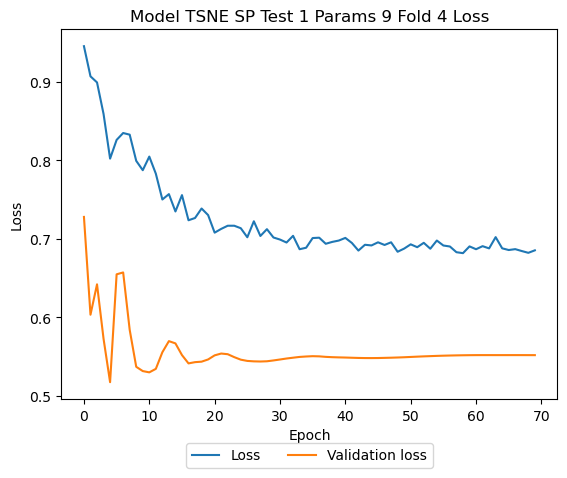 Model TSNE SP Test 1 Params 9 Fold 4 Loss
0.9
0.8
0.7
0.6
0.5
Loss
0 10 20 30 40 50 60 70
Epoch
Loss Validation loss